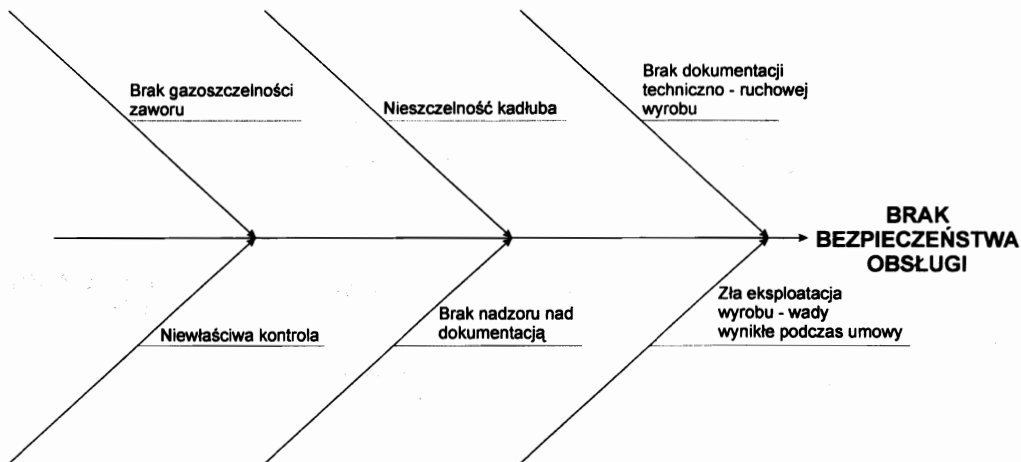 Brak gazoszczelności
zaworu
Nieszczelność kadłuba
Brak dokumentacji
techniczno - ruchowej
wyrobu
BRAK
BEZPIECZEŃSTWA
OBSŁUGI
Niewłaściwa kontrola
Brak nadzoru nad
dokumentacją
Zła eksploatacja
wyrobu - wady
wynikłe podczas umowy